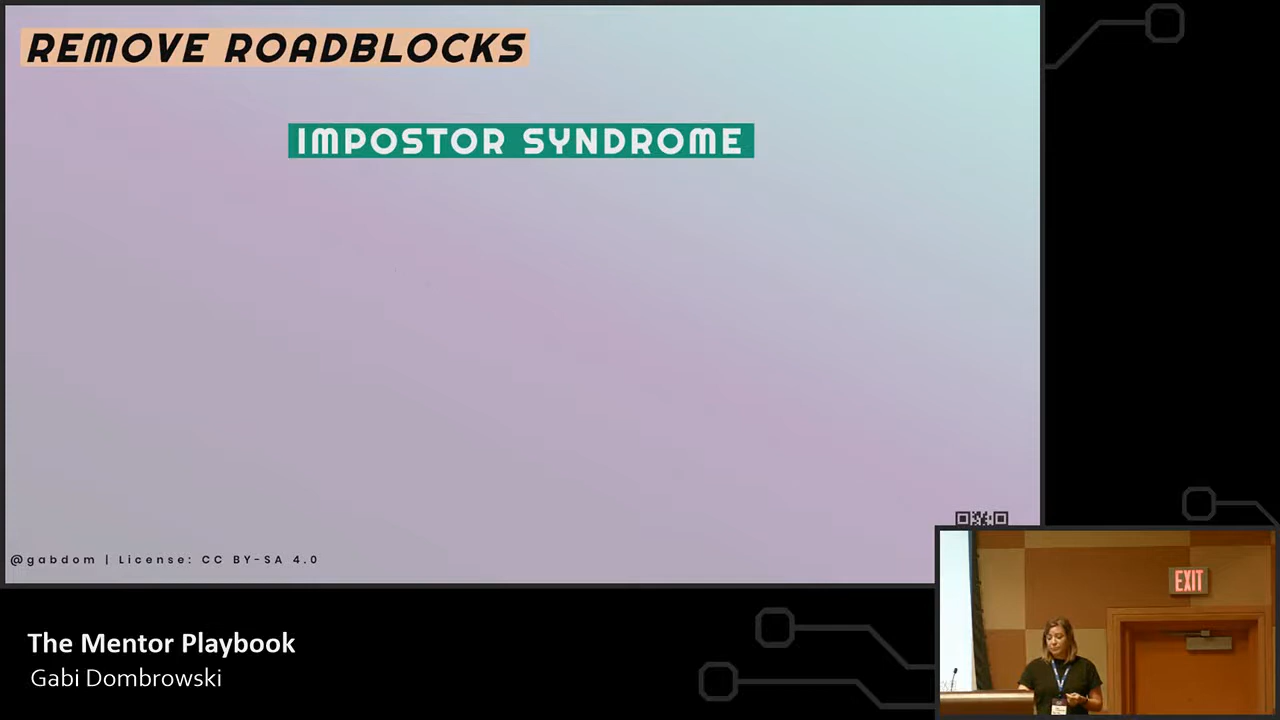 REMOVE ROADBLOCKS
IMPOSTOR SYNDROME
@gabdom | License: CC BY-SA 4.0
EXIT
The Mentor Playbook
Gabi Dombrowski